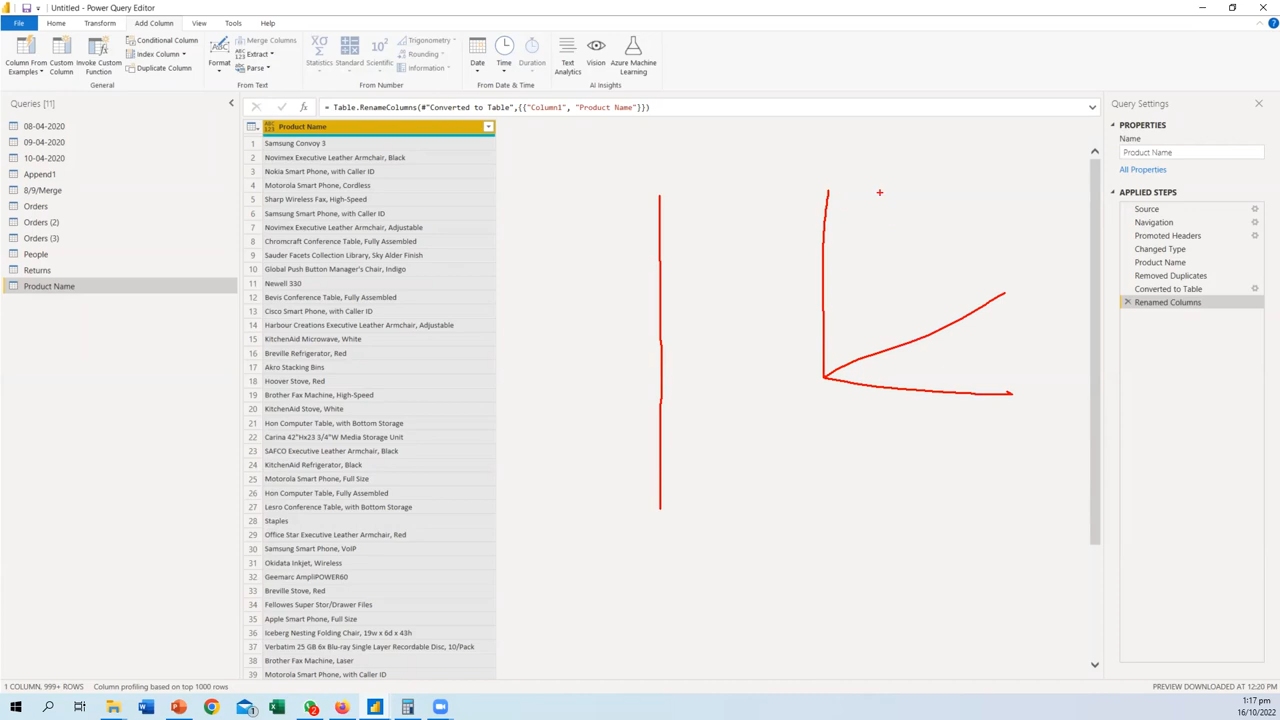 Untitled - Power Query Editor
File Home Transform Add Column View Tools Help
Column From Examples
Custom Column
Invoke Custom Function
Conditional Column
Index Column
Duplicate Column
General
Format
Merge Columns
Extract
Parse
From Text
Statistics
Standard
Scientific
Trigonometry
Rounding
Information
From Number
Date
Time
Duration
From Date & Time
Text Analytics
Vision
Azure Machine Learning
AI Insights
Queries [11]
08-04-2020
09-04-2020
10-04-2020
Append1
8/9/Merge
Orders
Orders (2)
Orders (3)
People
Returns
Product Name
= Table.RenameColumns(#"Converted to Table",{{"Column1", "Product Name"}})
ABC 123 Product Name
1 Samsung Convoy 3
2 Novimex Executive Leather Armchair, Black
3 Nokia Smart Phone, with Caller ID
4 Motorola Smart Phone, Cordless
5 Sharp Wireless Fax, High-Speed
6 Samsung Smart Phone, with Caller ID
7 Novimex Executive Leather Armchair, Adjustable
8 Chromcraft Conference Table, Fully Assembled
9 Sauder Facets Collection Library, Sky Alder Finish
10 Global Push Button Manager's Chair, Indigo
11 Newell 330
12 Bevis Conference Table, Fully Assembled
13 Cisco Smart Phone, with Caller ID
14 Harbour Creations Executive Leather Armchair, Adjustable
15 KitchenAid Microwave, White
16 Breville Refrigerator, Red
17 Akro Stacking Bins
18 Hoover Stove, Red
19 Brother Fax Machine, High-Speed
20 KitchenAid Stove, White
21 Hon Computer Table, with Bottom Storage
22 Carina 42"Hx23 3/4"W Media Storage Unit
23 SAFCO Executive Leather Armchair, Black
24 KitchenAid Refrigerator, Black
25 Motorola Smart Phone, Full Size
26 Hon Computer Table, Fully Assembled
27 Lesro Conference Table, with Bottom Storage
28 Staples
29 Office Star Executive Leather Armchair, Red
30 Samsung Smart Phone, VoIP
31 Okidata Inkjet, Wireless
32 Geemarc AmpliPOWER60
33 Breville Stove, Red
34 Fellowes Super Stor/Drawer Files
35 Apple Smart Phone, Full Size
36 Iceberg Nesting Folding Chair, 19w x 6d x 43h
37 Verbatim 25 GB 6x Blu-ray Single Layer Recordable Disc, 10/Pack
38 Brother Fax Machine, Laser
39 Motorola Smart Phone, with Caller ID
Query Settings
PROPERTIES
Name
Product Name
All Properties
APPLIED STEPS
Source
Navigation
Promoted Headers
Changed Type
Product Name
Removed Duplicates
Converted to Table
Renamed Columns
1 COLUMN, 999+ ROWS Column profiling based on top 1000 rows
PREVIEW DOWNLOADED AT 12:20 PM
1:17 pm
16/10/2022